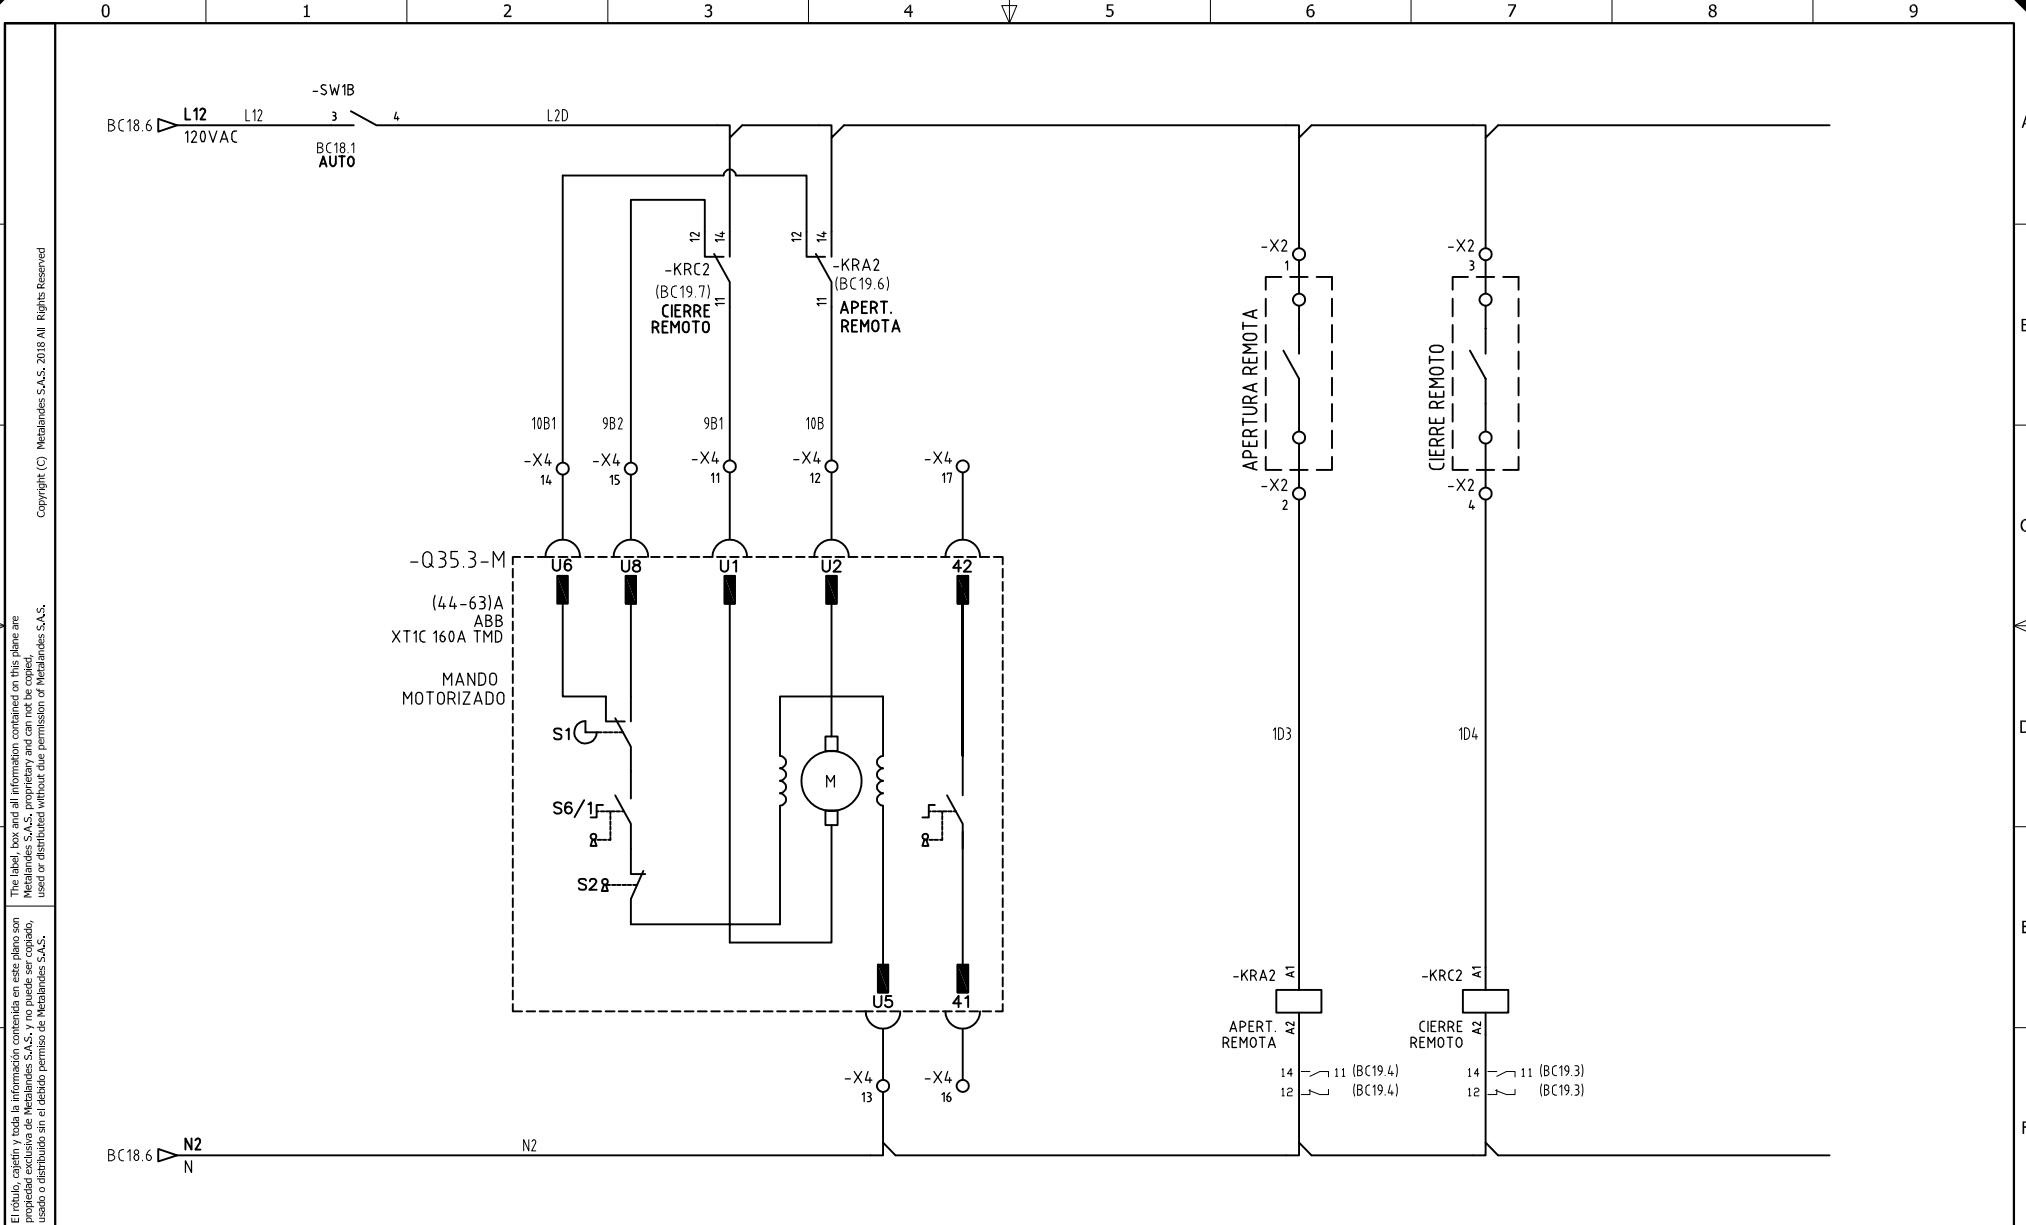 0 1 2 3 4 5 6 7 8 9
-SW1B
BC18.6 L12 L12 3 4 L2D
120VAC
BC18.1
AUTO
A
12 14 12 14
-KRC2 -KRA2
(BC19.7) (BC19.6)
11 11
CIERRE
REMOTO
APERT.
REMOTA
-X2 -X2
1 3
APERTURA REMOTA
CIERRE REMOTO
-X2 -X2
2 4
10B1 9B2 9B1 10B
-X4 -X4 -X4 -X4 -X4
14 15 11 12 17
-Q35.3-M
U6 U8 U1 U2 42
(44-63)A
ABB
XT1C 160A TMD
MANDO
MOTORIZADO
S1
M
S6/1
S2
1D3 1D4
D
U5 41
-X4 -X4
13 16
-KRA2 A1 -KRC2 A1
APERT.
REMOTA
A2
CIERRE
REMOTO
A2
14 11 (BC19.4) 14 11 (BC19.3)
12 (BC19.4) 12 (BC19.3)
BC18.6 N2 N2
N
Copyright (C) Metalandes S.A.S. 2018 All Rights Reserved
The label, box and all information contained on this plane are
Metalandes S.A.S. proprietary and can not be copied,
used or distributed without due permission of Metalandes S.A.S.
El rótulo, cajetín y toda la información contenida en este plano son
propiedad exclusiva de Metalandes S.A.S. y no puede ser copiado,
usado o distribuido sin el debido permiso de Metalandes S.A.S.